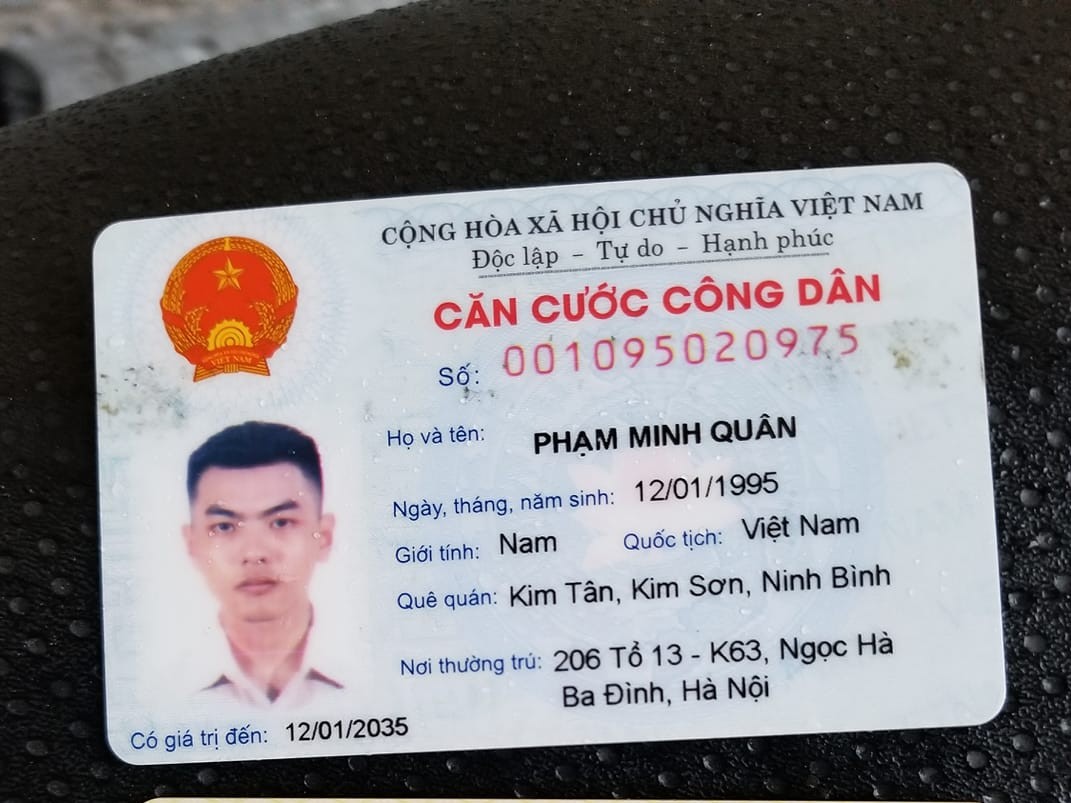 CỘNG HÒA XÃ HỘI CHỦ NGHĨA VIỆT NAM
Độc lập - Tự do - Hạnh phúc
CĂN CƯỚC CÔNG DÂN
Số: 001095020975
Họ và tên: PHẠM MINH QUÂN
Ngày, tháng, năm sinh: 12/01/1995
Giới tính: Nam Quốc tịch: Việt Nam
Quê quán: Kim Tân, Kim Sơn, Ninh Bình
Nơi thường trú: 206 Tổ 13 - K63, Ngọc Hà
Ba Đình, Hà Nội
Có giá trị đến: 12/01/2035
VIỆT NAM